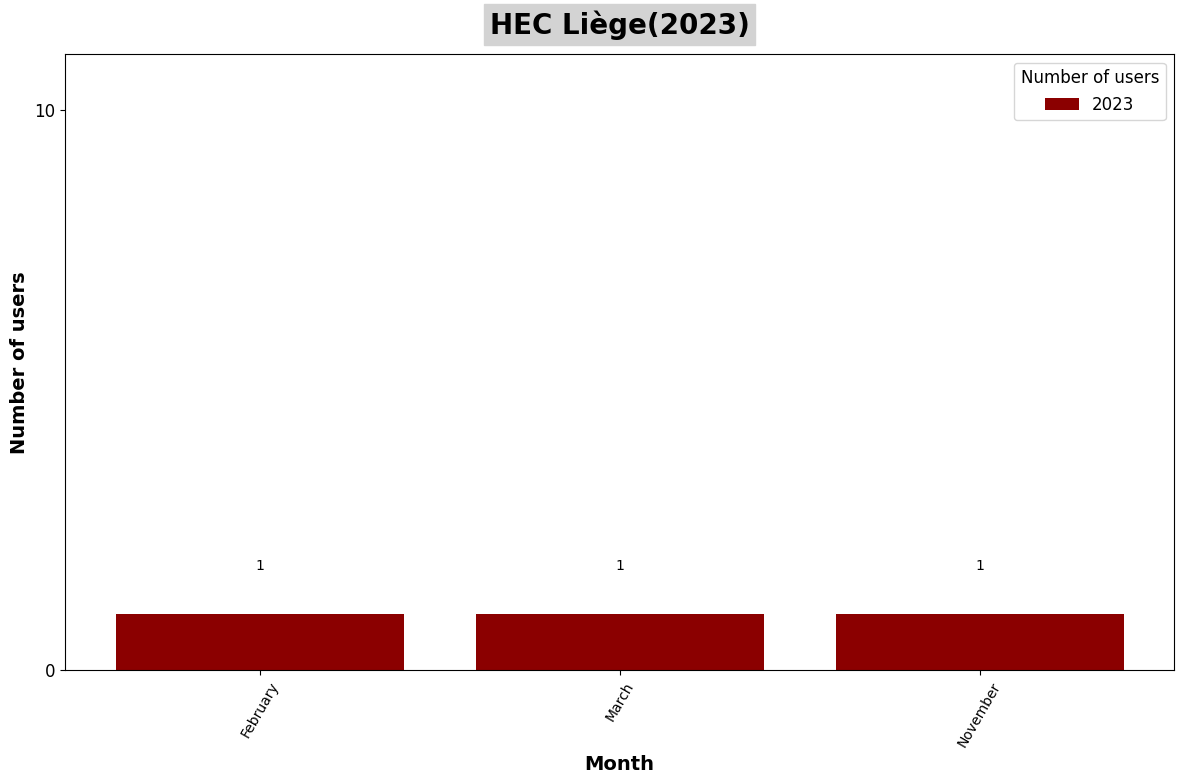 HEC Liège(2023)
Number of users
2023
10
0
Number of users
1
1
1
February
March
November
Month